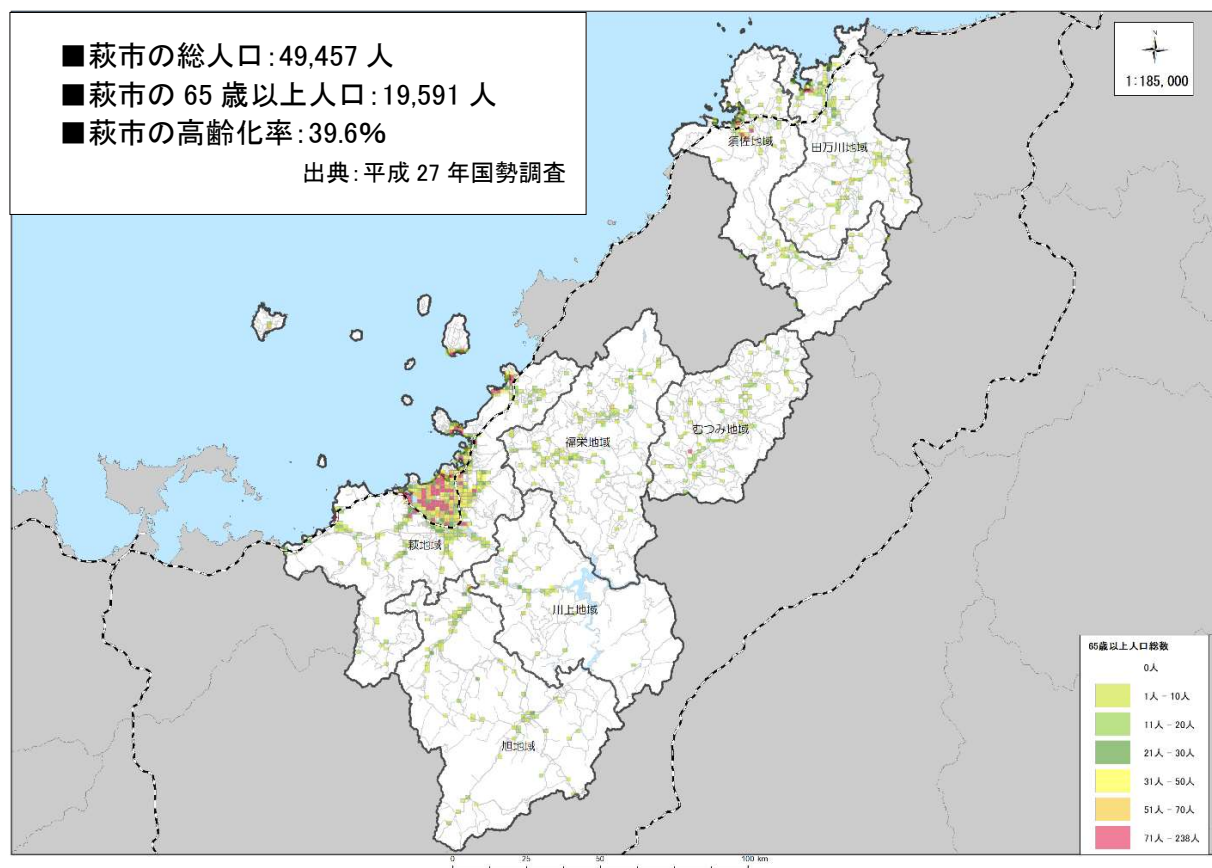 ■萩市の総人口：49,457 人
■萩市の 65 歳以上人口：19,591 人
■萩市の高齢化率：39.6%
出典：平成 27 年国勢調査
N
1：185,000
須佐地域
田万川地域
むつみ地域
福栄地域
萩地域
川上地域
旭地域
65歳以上人口総数
0人
1人 - 10人
11人 - 20人
21人 - 30人
31人 - 50人
51人 - 70人
71人 - 238人
0 25 50 100 km